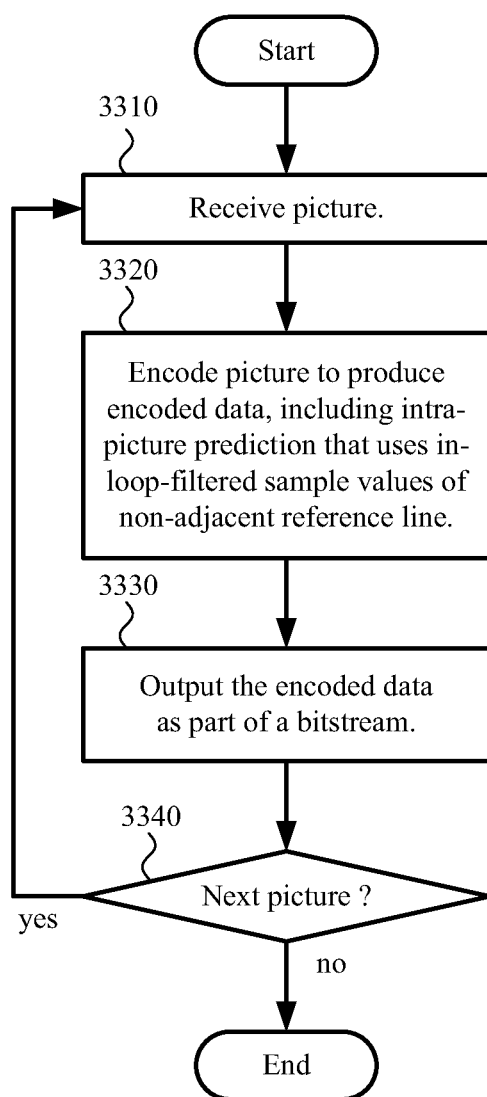 Start
3310
Receive picture.
3320
Encode picture to produce
encoded data, including intra-
picture prediction that uses in-
loop-filtered sample values of
non-adjacent reference line.
3330
Output the encoded data
as part of a bitstream.
3340
Next picture ?
yes
no
End